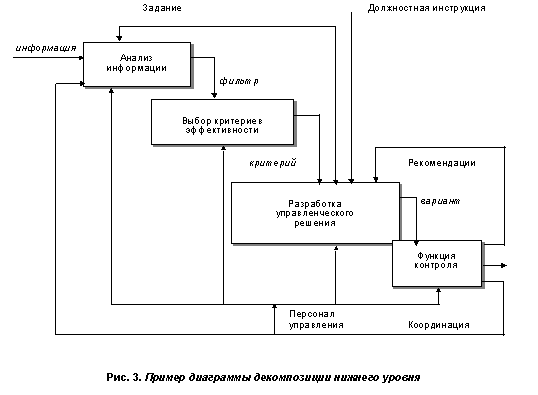 Задание
Должностная инструкция
информация
Анализ
информации
фильтр
Выбор критериев
эффективности
критерий
Рекомендации
Разработка
управленческого
решения
вариант
Функция
контроля
Персонал
управления
Координация
Рис. 3. Пример диаграммы декомпозиции нижнего уровня